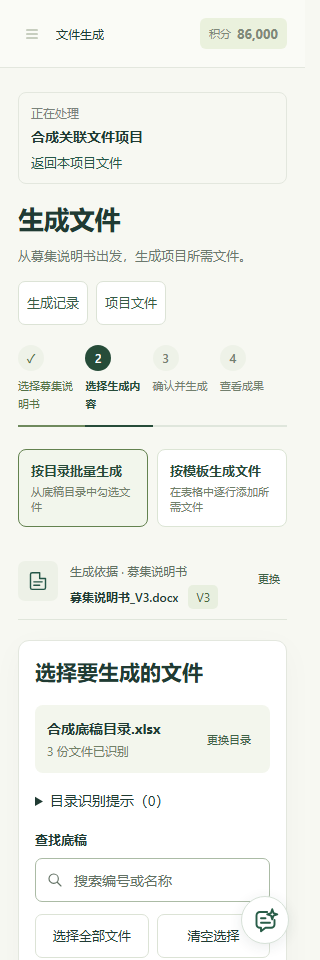 文件生成
积分 86,000
正在处理
合成关联文件项目
返回本项目文件
生成文件
从募集说明书出发，生成项目所需文件。
生成记录
项目文件
✓
选择募集说
明书
2
选择生成内
容
3
确认并生成
4
查看成果
按目录批量生成
从底稿目录中勾选文
件
按模板生成文件
在表格中逐行添加所
需文件
生成依据 · 募集说明书
募集说明书_V3.docx V3
更换
选择要生成的文件
合成底稿目录.xlsx
3 份文件已识别
更换目录
▶ 目录识别提示（0）
查找底稿
搜索编号或名称
选择全部文件
清空选择